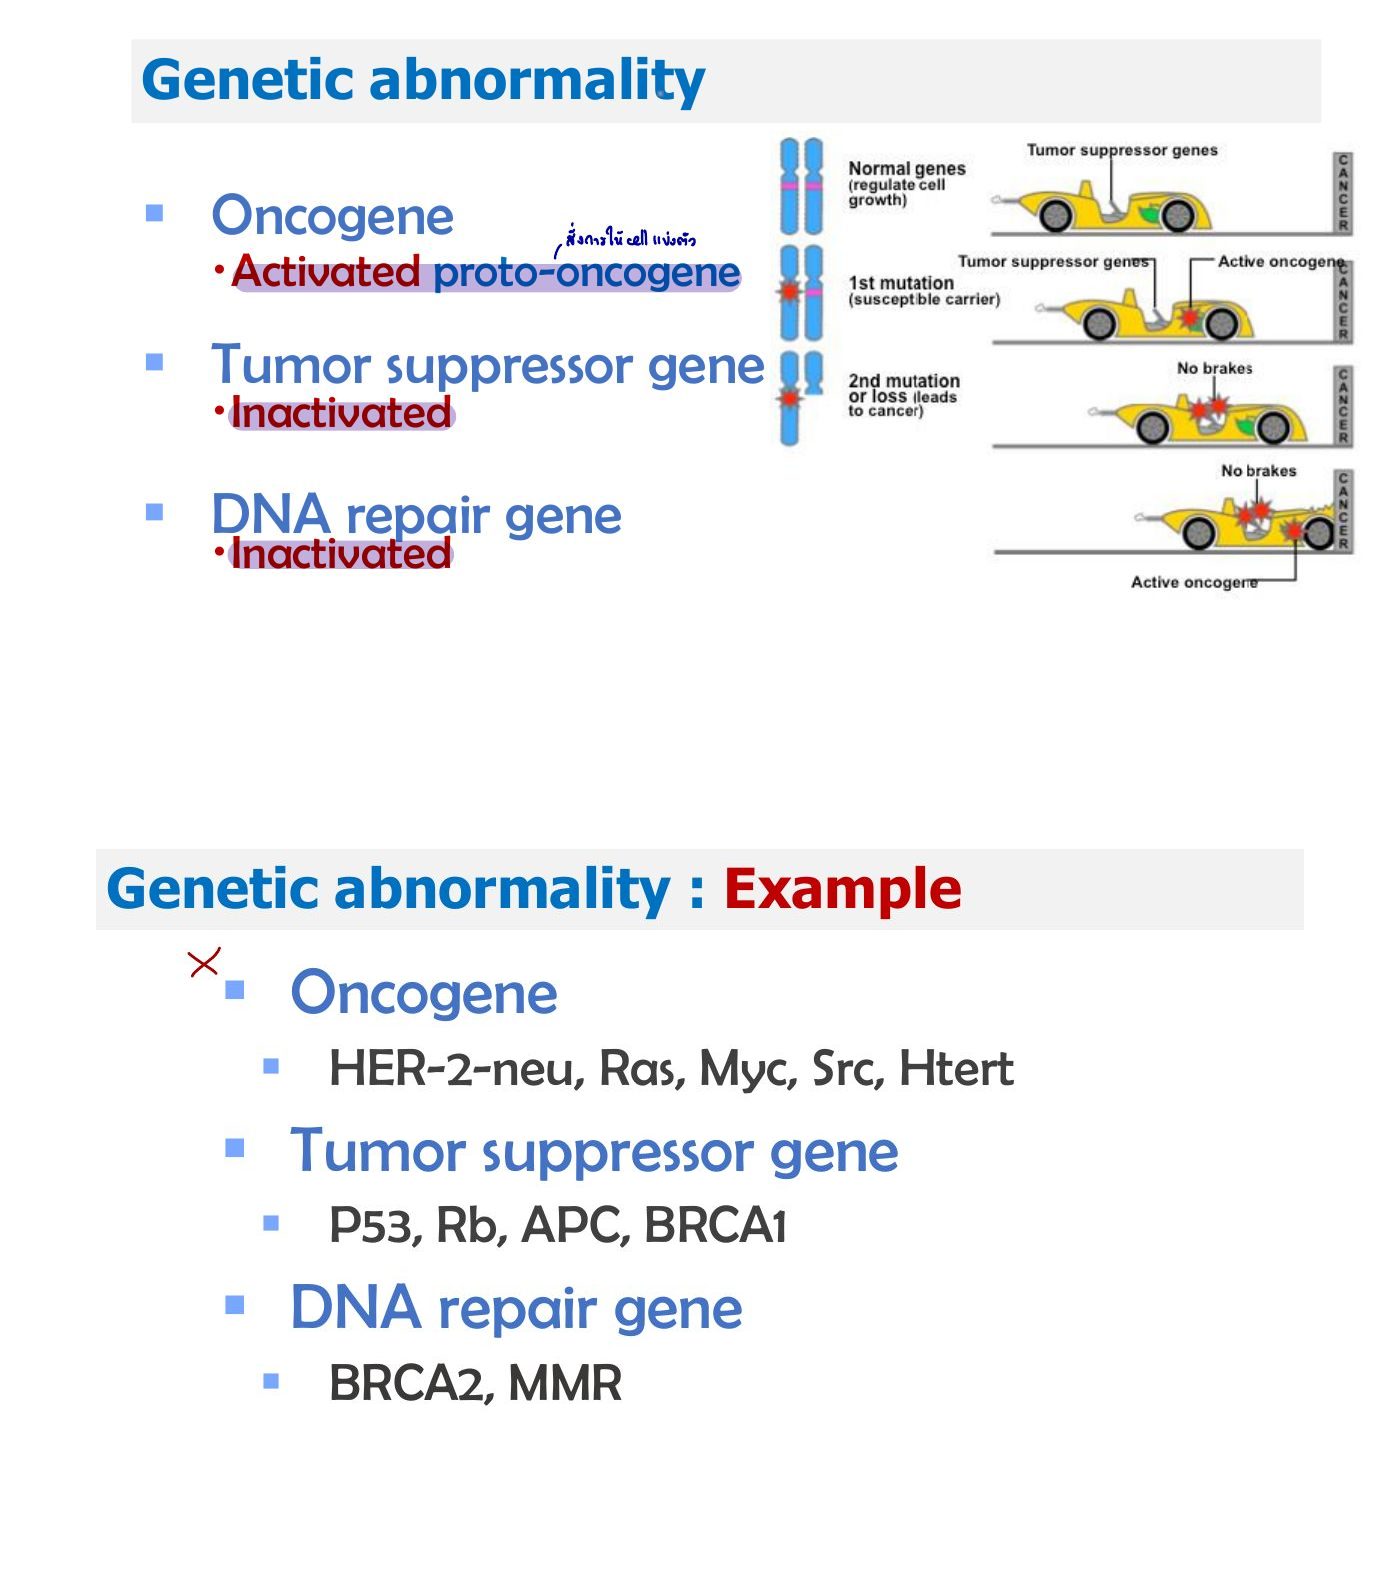 Genetic abnormality
Oncogene
สั่งการให้ cell แบ่งตัว
•Activated proto-oncogene
Tumor suppressor gene
•Inactivated
DNA repair gene
•Inactivated
Normal genes
(regulate cell
growth)
Tumor suppressor genes
CANCER
1st mutation
(susceptible carrier)
Tumor suppressor genes
Active oncogene
CANCER
2nd mutation
or loss (leads
to cancer)
No brakes
CANCER
No brakes
CANCER
Active oncogene
Genetic abnormality : Example
Oncogene
HER-2-neu, Ras, Myc, Src, Htert
Tumor suppressor gene
P53, Rb, APC, BRCA1
DNA repair gene
BRCA2, MMR